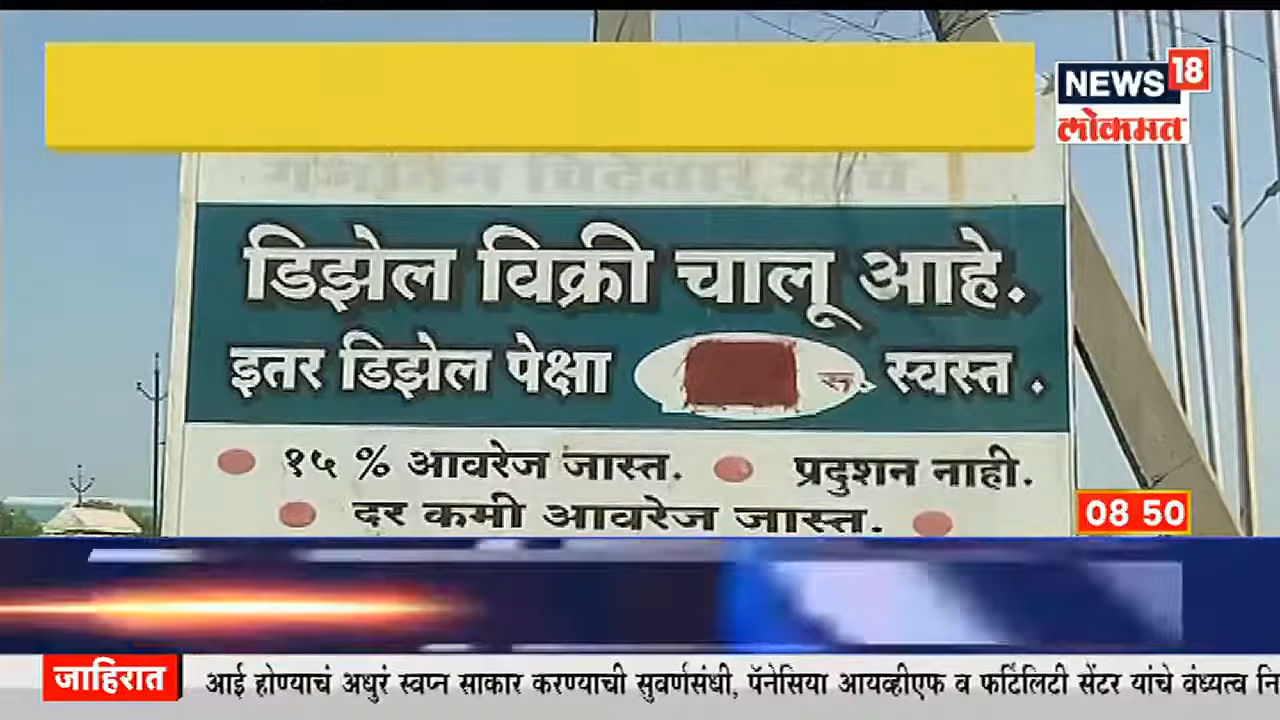 NEWS 18
लोकमत
डिझेल विक्री चालू आहे.
इतर डिझेल पेक्षा स्वस्त .
१५ % आवरेज जास्त. प्रदुशन नाही.
दर कमी आवरेज जास्त.
08 50
जाहिरात आई होण्याचं अधुरं स्वप्न साकार करण्याची सुवर्णसंधी, पॅनेसिया आयव्हीएफ व फर्टिलिटी सेंटर यांचे वंध्यत्व